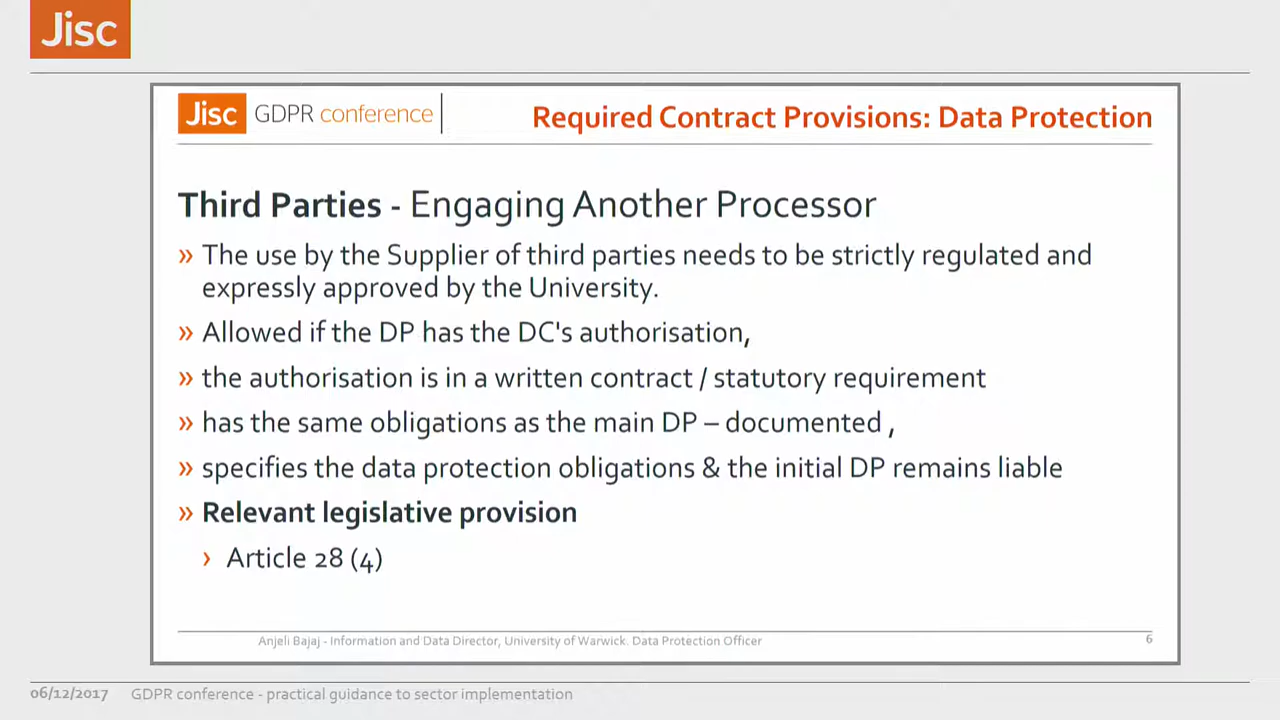 Jisc
Jisc GDPR conference
Required Contract Provisions: Data Protection
Third Parties - Engaging Another Processor
» The use by the Supplier of third parties needs to be strictly regulated and
expressly approved by the University.
» Allowed if the DP has the DC's authorisation,
» the authorisation is in a written contract / statutory requirement
» has the same obligations as the main DP – documented ,
» specifies the data protection obligations & the initial DP remains liable
» Relevant legislative provision
› Article 28 (4)
Anjeli Bajaj - Information and Data Director, University of Warwick. Data Protection Officer
6
06/12/2017 GDPR conference - practical guidance to sector implementation